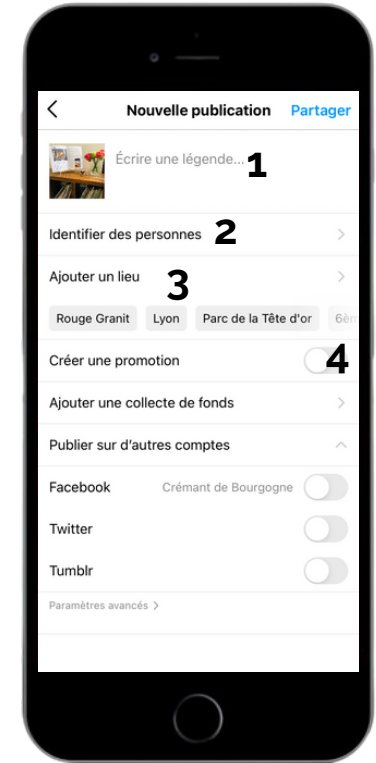 Nouvelle publication Partager
Écrire une légende... 1
Identifier des personnes 2
Ajouter un lieu 3
Rouge Granit Lyon Parc de la Tête d'or 6èm
Créer une promotion 4
Ajouter une collecte de fonds
Publier sur d'autres comptes
Facebook Crémant de Bourgogne
Twitter
Tumblr
Paramètres avancés >